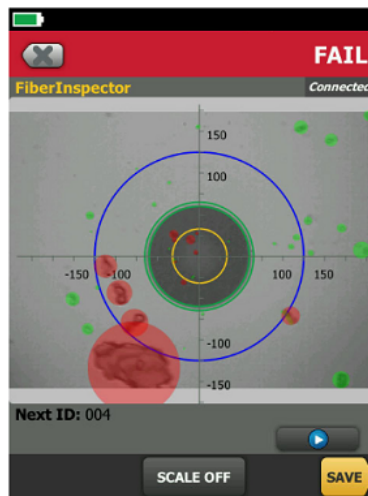 FAIL
FiberInspector
Connected
150
100
-150 -100
100 150
-100
-150
Next ID: 004
SCALE OFF
SAVE